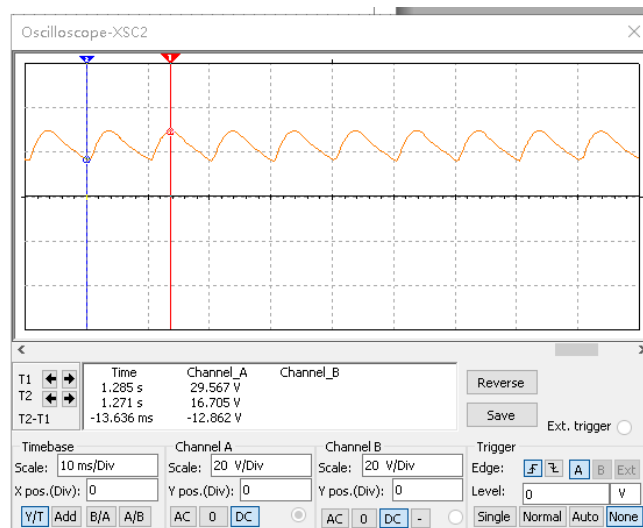 Oscilloscope-XSC2
2 1
Time Channel_A Channel_B
T1 1.285 s 29.567 V
T2 1.271 s 16.705 V
T2-T1 -13.636 ms -12.862 V
Reverse
Save
Ext. trigger
Timebase Channel A Channel B Trigger
Scale: 10 ms/Div Scale: 20 V/Div Scale: 20 V/Div Edge: A B Ext
X pos.(Div): 0 Y pos.(Div): 0 Y pos.(Div): 0 Level: 0 V
Y/T Add B/A A/B AC 0 DC AC 0 DC - Single Normal Auto None